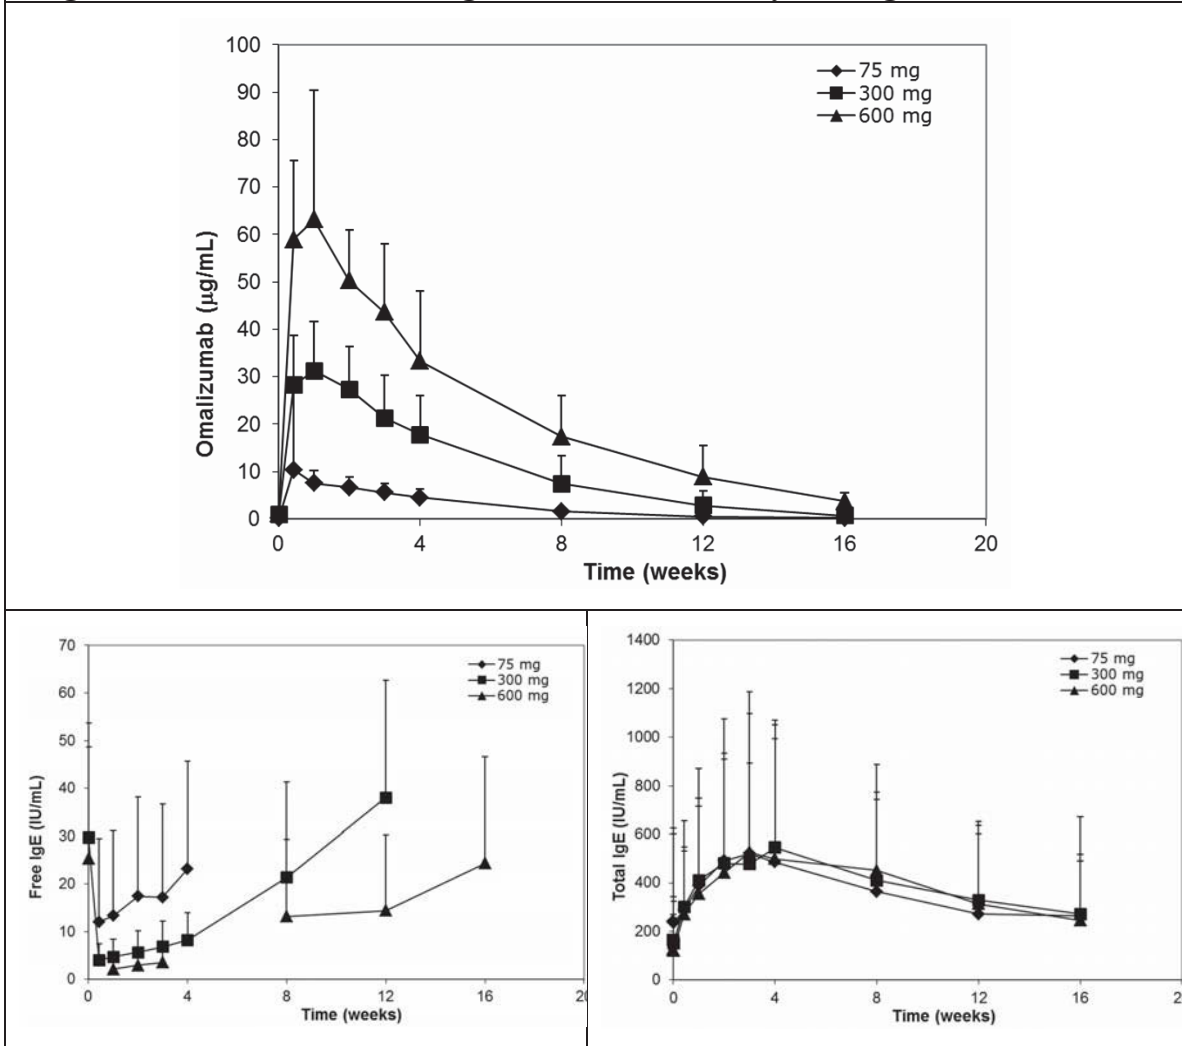 100
90
80
70
60
50
40
30
20
10
0
Omalizumab (µg/mL)
75 mg
300 mg
600 mg
0 4 8 12 16 20
Time (weeks)
70
60
50
40
30
20
10
0
Free IgE (IU/mL)
75 mg
300 mg
600 mg
0 4 8 12 16
Time (weeks)
1400
1200
1000
800
600
400
200
0
Total IgE (IU/mL)
75 mg
300 mg
600 mg
0 4 8 12 16
Time (weeks)